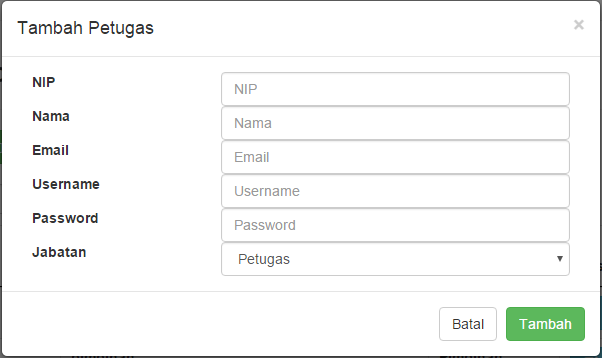 Tambah Petugas ×
NIP NIP
Nama Nama
Email Email
Username Username
Password Password
Jabatan Petugas
Batal Tambah